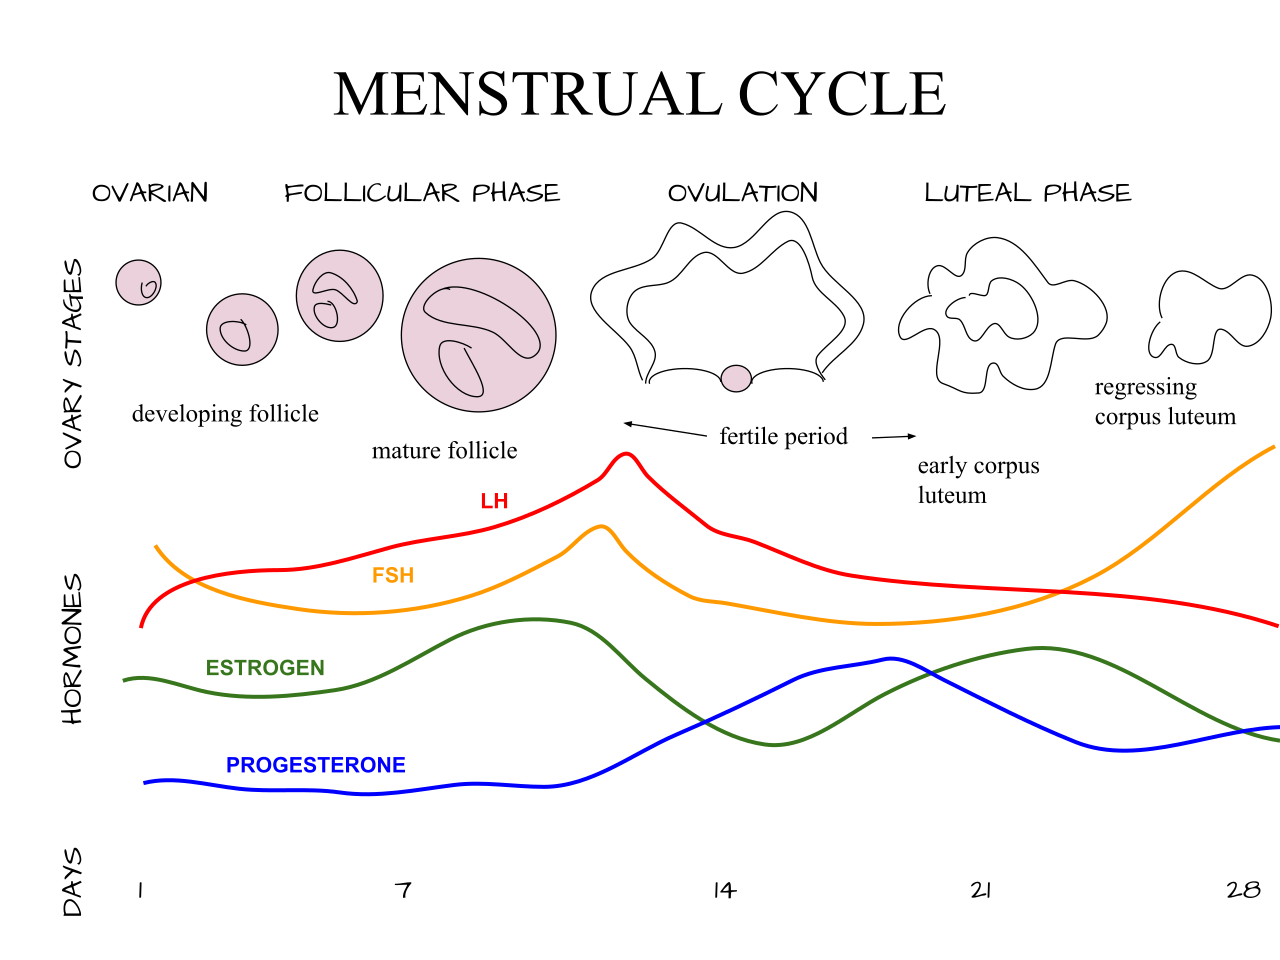 MENSTRUAL CYCLE
OVARIAN
FOLLICULAR PHASE
OVULATION
LUTEAL PHASE
OVARY STAGES
developing follicle
mature follicle
fertile period
early corpus
luteum
regressing
corpus luteum
HORMONES
LH
FSH
ESTROGEN
PROGESTERONE
DAYS
1
7
14
21
28